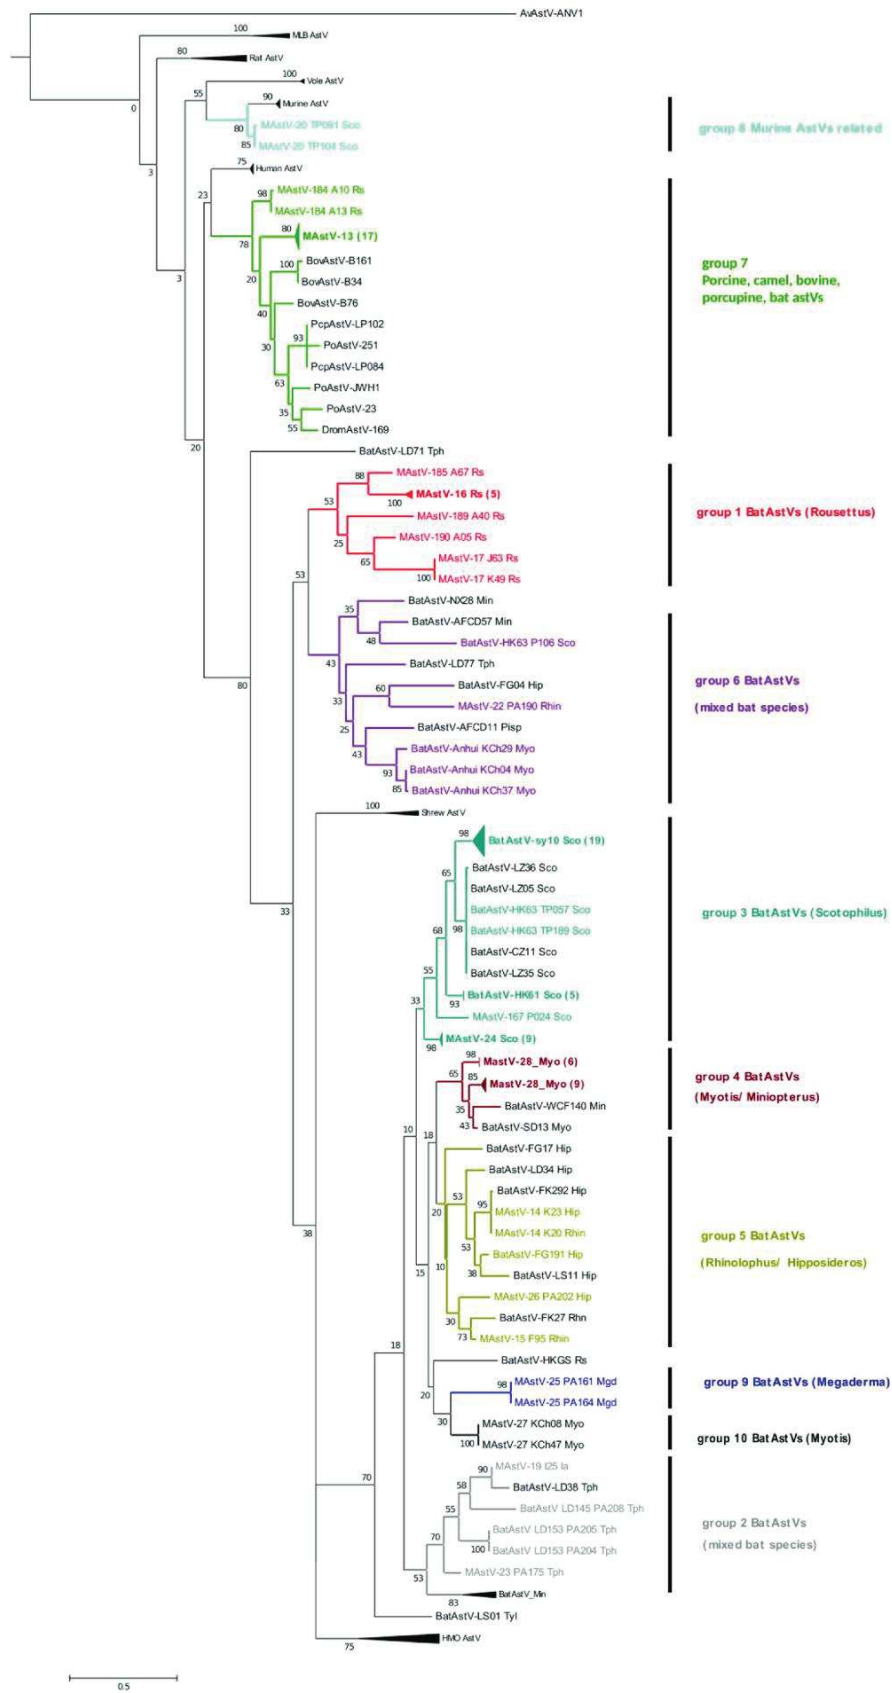 AvAstV-ANV1
100
MLB AstV
80
Rat AstV
0
100
Vole AstV
55
90
Murine AstV
80
MAstV-20 TP091 Sco
85
MAstV-20 TP104 Sco
group 8 Murine AstVs related
3
75
Human AstV
23
98
MAstV-184 A10 Rs
MAstV-184 A13 Rs
78
80
MAstV-13 (17)
20
100
BovAstV-B161
BovAstV-B34
3
40
BovAstV-B76
PcpAstV-LP102
93
PoAstV-251
30
PcpAstV-LP084
63
PoAstV-JWH1
35
PoAstV-23
55
DromAstV-169
group 7
Porcine, camel, bovine,
porcupine, bat astVs
20
BatAstV-LD71 Tph
88
MAstV-185 A67 Rs
100
MAstV-16 Rs (5)
53
MAstV-189 A40 Rs
25
MAstV-190 A05 Rs
65
MAstV-17 J63 Rs
100
MAstV-17 K49 Rs
group 1 BatAstVs (Rousettus)
53
35
BatAstV-NX28 Min
BatAstV-AFCD57 Min
48
BatAstV-HK63 P106 Sco
43
BatAstV-LD77 Tph
33
60
BatAstV-FG04 Hip
MAstV-22 PA190 Rhin
25
BatAstV-AFCD11 Pisp
43
BatAstV-Anhui KCh29 Myo
93
BatAstV-Anhui KCh04 Myo
85
BatAstV-Anhui KCh37 Myo
group 6 BatAstVs
(mixed bat species)
80
100
Shrew AstV
33
98
BatAstV-sy10 Sco (19)
65
BatAstV-LZ36 Sco
BatAstV-LZ05 Sco
BatAstV-HK63 TP057 Sco
98
BatAstV-HK63 TP189 Sco
68
BatAstV-CZ11 Sco
BatAstV-LZ35 Sco
55
93
BatAstV-HK61 Sco (5)
33
MAstV-167 P024 Sco
98
MAstV-24 Sco (9)
group 3 BatAstVs (Scotophilus)
98
MastV-28_Myo (6)
65
85
MastV-28_Myo (9)
35
BatAstV-WCF140 Min
43
BatAstV-SD13 Myo
group 4 BatAstVs
(Myotis/ Miniopterus)
10
18
BatAstV-FG17 Hip
BatAstV-LD34 Hip
53
95
BatAstV-FK292 Hip
20
MAstV-14 K23 Hip
MAstV-14 K20 Rhin
53
BatAstV-FG191 Hip
10
38
BatAstV-LS11 Hip
MAstV-26 PA202 Hip
30
BatAstV-FK27 Rhn
73
MAstV-15 F95 Rhin
group 5 BatAstVs
(Rhinolophus/ Hipposideros)
38
15
18
BatAstV-HKGS Rs
20
98
MAstV-25 PA161 Mgd
MAstV-25 PA164 Mgd
group 9 BatAstVs (Megaderma)
30
MAstV-27 KCh08 Myo
100
MAstV-27 KCh47 Myo
group 10 BatAstVs (Myotis)
70
90
MAstV-19 I25 Ia
58
BatAstV-LD38 Tph
55
BatAstV LD145 PA208 Tph
BatAstV LD153 PA205 Tph
100
BatAstV LD153 PA204 Tph
70
MAstV-23 PA175 Tph
53
83
BatAstV_Min
group 2 BatAstVs
(mixed bat species)
BatAstV-LS01 Tyl
75
HMO AstV
0.5